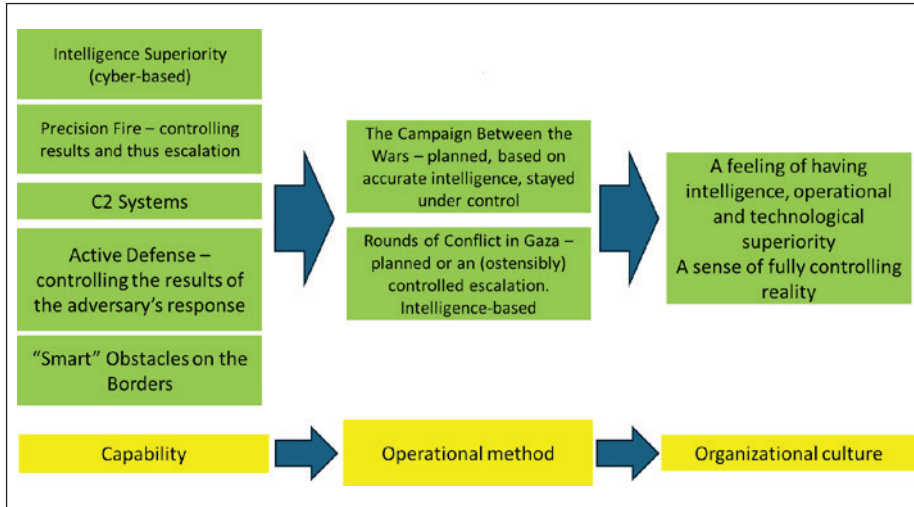 Intelligence Superiority
(cyber-based)
Precision Fire – controlling
results and thus escalation
C2 Systems
Active Defense –
controlling the results of
the adversary's response
“Smart” Obstacles on the
Borders
The Campaign Between the
Wars – planned, based on
accurate intelligence, stayed
under control
Rounds of Conflict in Gaza –
planned or an (ostensibly)
controlled escalation.
Intelligence-based
A feeling of having
intelligence, operational
and technological
superiority
A sense of fully controlling
reality
Capability
Operational method
Organizational culture